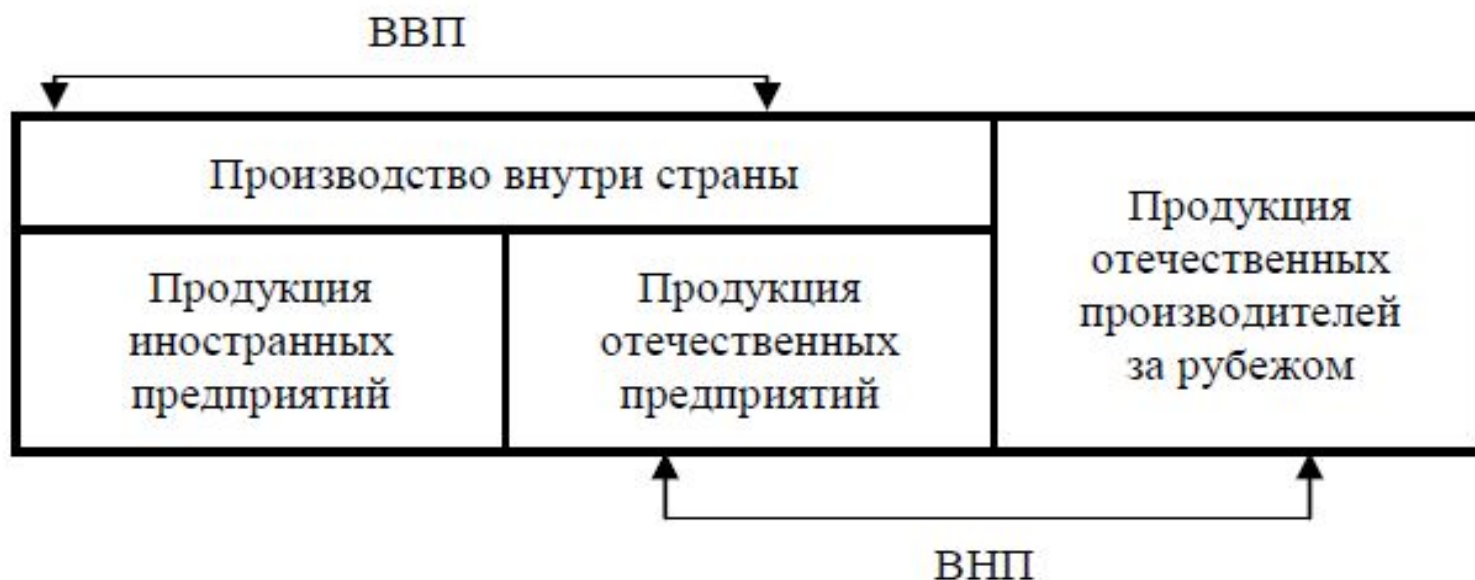 ВВП
Производство внутри страны
Продукция
иностранных
предприятий
Продукция
отечественных
предприятий
Продукция
отечественных
производителей
за рубежом
ВНП